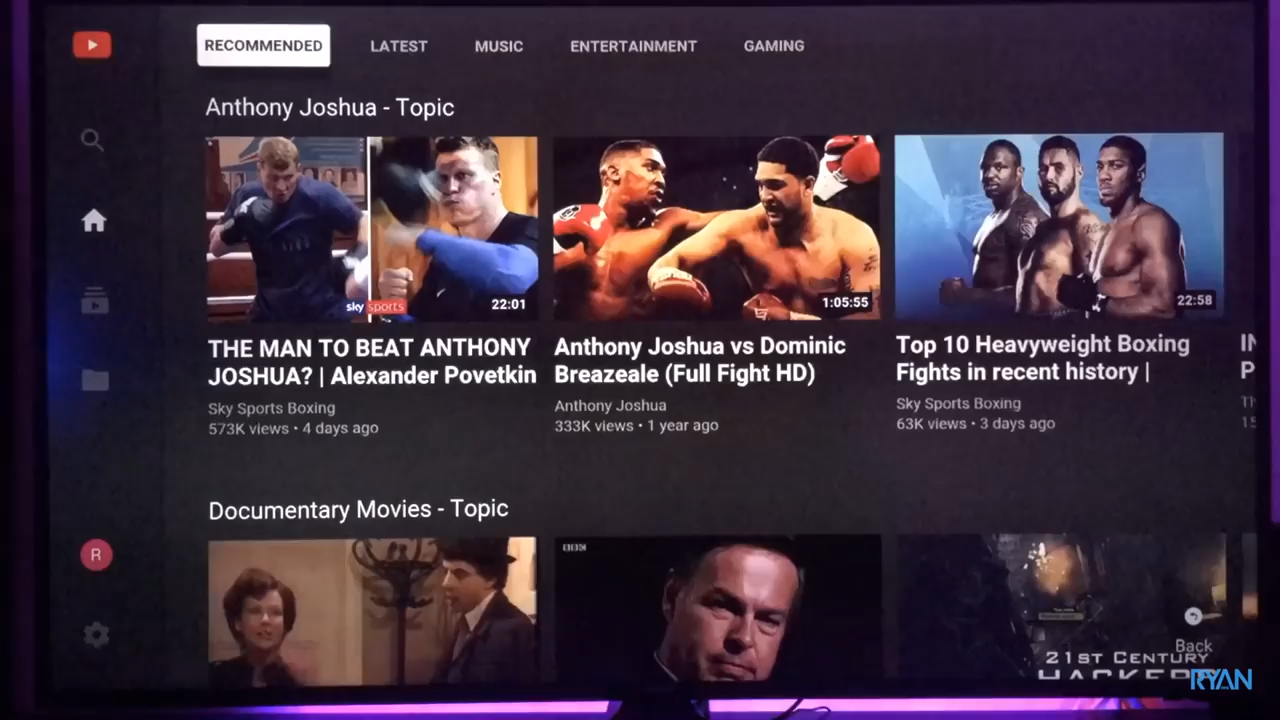 RECOMMENDED LATEST MUSIC ENTERTAINMENT GAMING
Anthony Joshua - Topic
sky sports
22:01
1:05:55
22:58
THE MAN TO BEAT ANTHONY
JOSHUA? | Alexander Povetkin
Sky Sports Boxing
573K views • 4 days ago
Anthony Joshua vs Dominic
Breazeale (Full Fight HD)
Anthony Joshua
333K views • 1 year ago
Top 10 Heavyweight Boxing
Fights in recent history |
Sky Sports Boxing
63K views • 3 days ago
Documentary Movies - Topic
R
BBC
Back
21ST CENTURY
HACKERS
RYAN